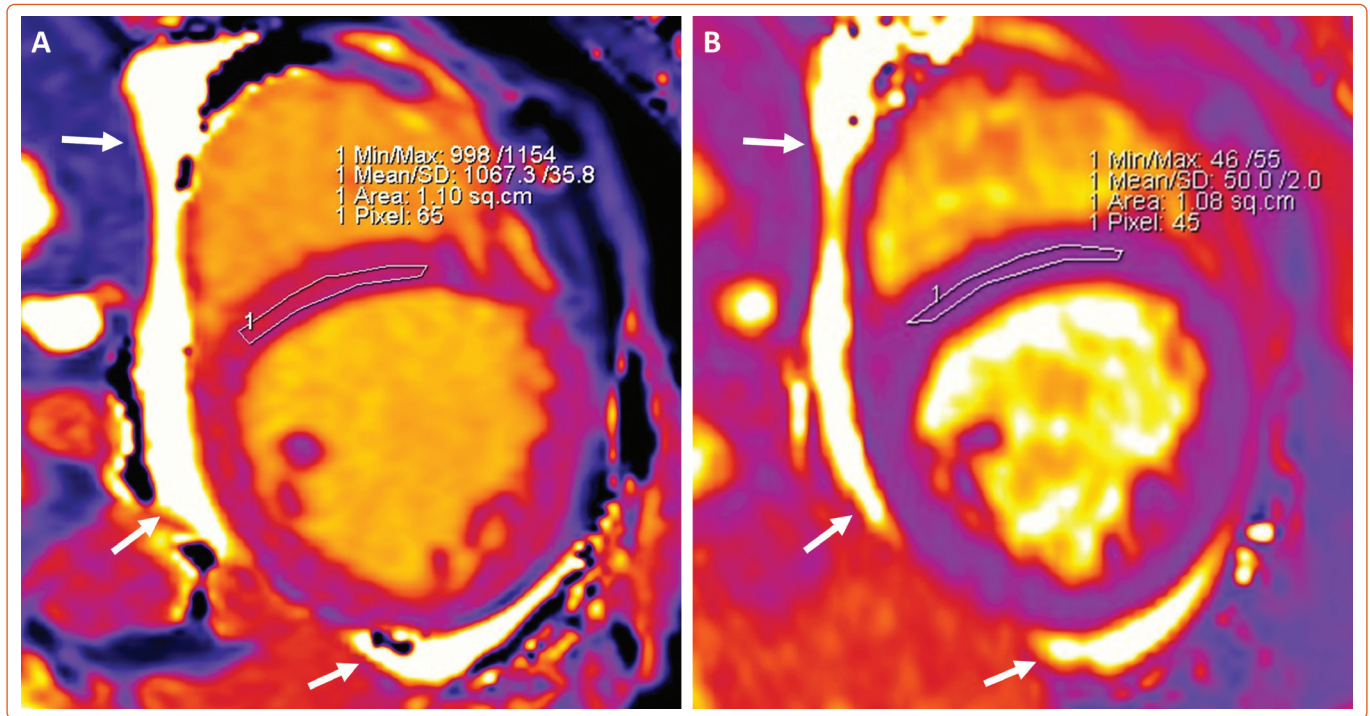 A
1 Min/Max: 998 /1154
1 Mean/SD: 1067.3 /35.8
1 Area: 1.10 sq.cm
1 Pixel: 65
1
B
1 Min/Max: 46 /55
1 Mean/SD: 50.0 /2.0
1 Area: 1.08 sq.cm
1 Pixel: 45
1